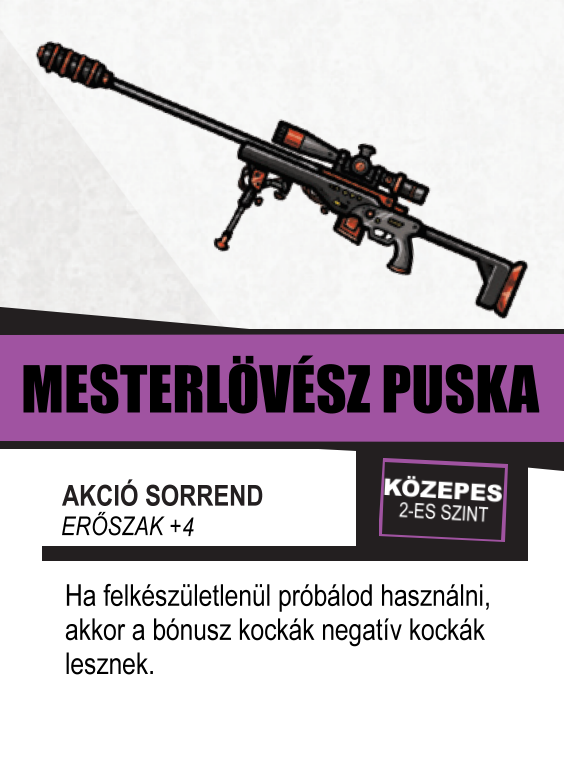 MESTERLÖVÉSZ PUSKA
AKCIÓ SORREND
ERŐSZAK +4
KÖZEPES
2-ES SZINT
Ha felkészületlenül próbálod használni,
akkor a bónusz kockák negatív kockák
lesznek.